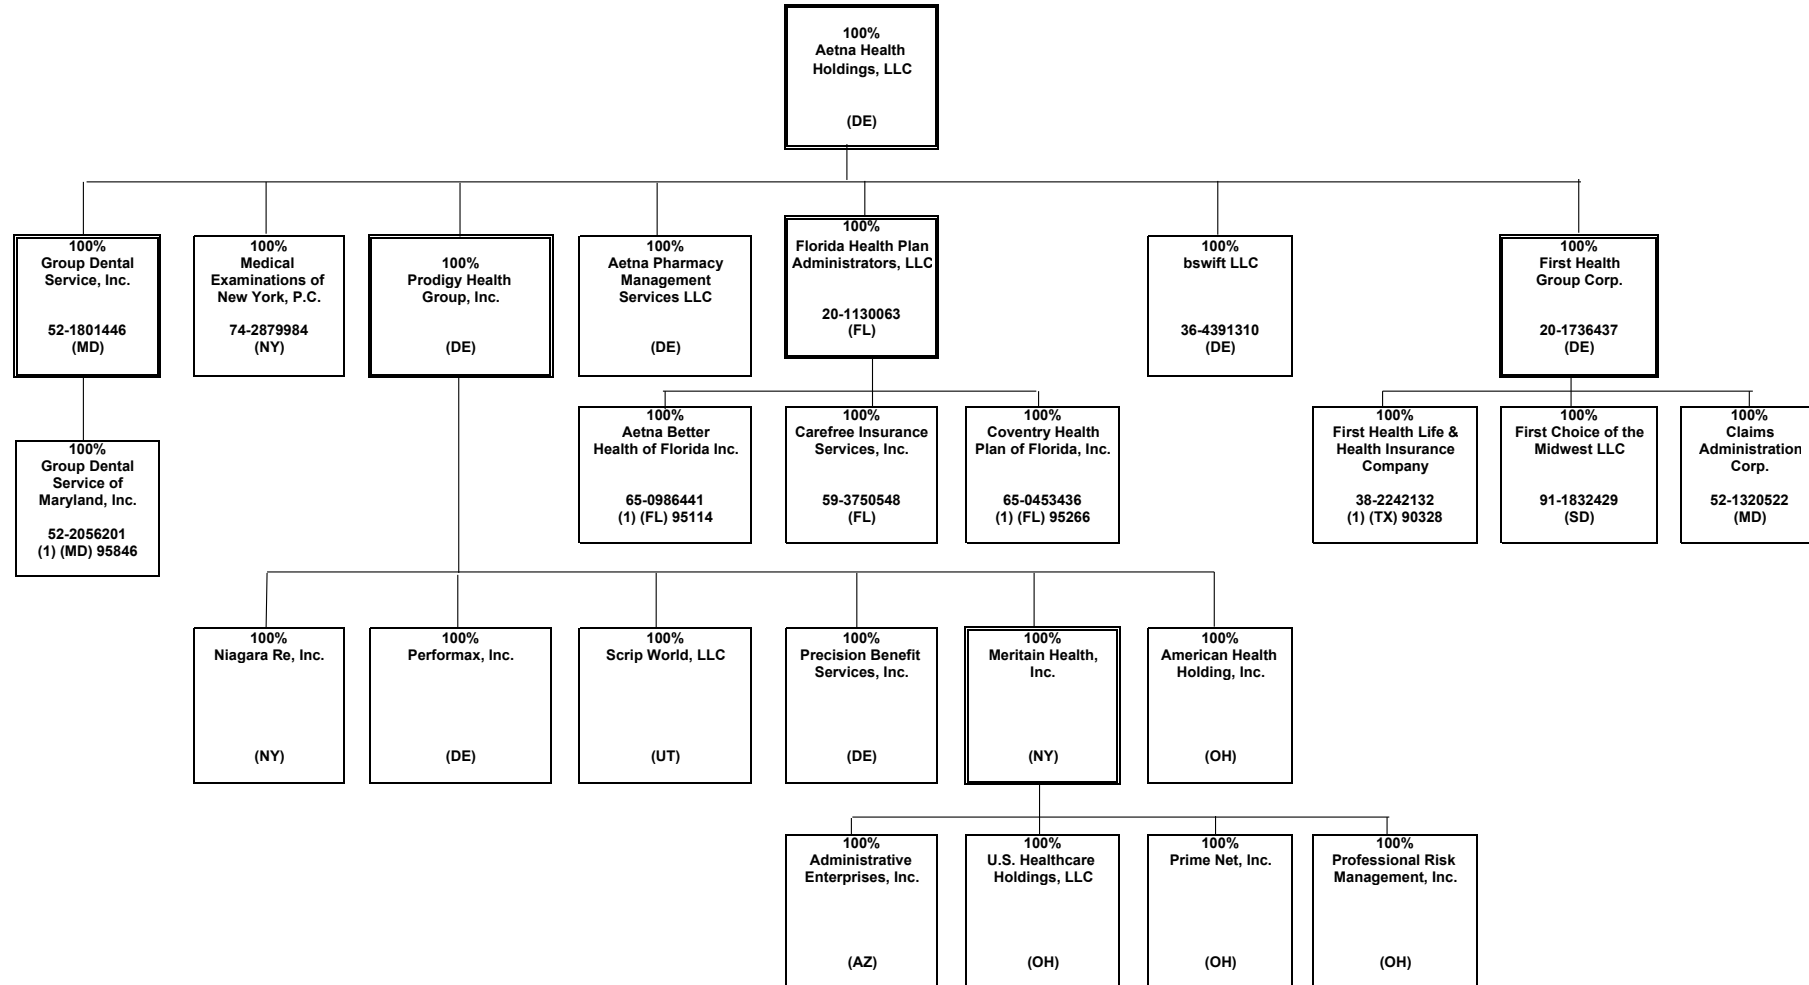 100%
Aetna Health
Holdings, LLC
(DE)
100%
Group Dental
Service, Inc.
52-1801446
(MD)
100%
Medical
Examinations of
New York, P.C.
74-2879984
(NY)
100%
Prodigy Health
Group, Inc.
(DE)
100%
Aetna Pharmacy
Management
Services LLC
(DE)
100%
Florida Health Plan
Administrators, LLC
20-1130063
(FL)
100%
bswift LLC
36-4391310
(DE)
100%
First Health
Group Corp.
20-1736437
(DE)
100%
Group Dental
Service of
Maryland, Inc.
52-2056201
(1) (MD) 95846
100%
Aetna Better
Health of Florida Inc.
65-0986441
(1) (FL) 95114
100%
Carefree Insurance
Services, Inc.
59-3750548
(FL)
100%
Coventry Health
Plan of Florida, Inc.
65-0453436
(1) (FL) 95266
100%
First Health Life &
Health Insurance
Company
38-2242132
(1) (TX) 90328
100%
First Choice of the
Midwest LLC
91-1832429
(SD)
100%
Claims
Administration
Corp.
52-1320522
(MD)
100%
Niagara Re, Inc.
(NY)
100%
Performax, Inc.
(DE)
100%
Scrip World, LLC
(UT)
100%
Precision Benefit
Services, Inc.
(DE)
100%
Meritain Health,
Inc.
(NY)
100%
American Health
Holding, Inc.
(OH)
100%
Administrative
Enterprises, Inc.
(AZ)
100%
U.S. Healthcare
Holdings, LLC
(OH)
100%
Prime Net, Inc.
(OH)
100%
Professional Risk
Management, Inc.
(OH)